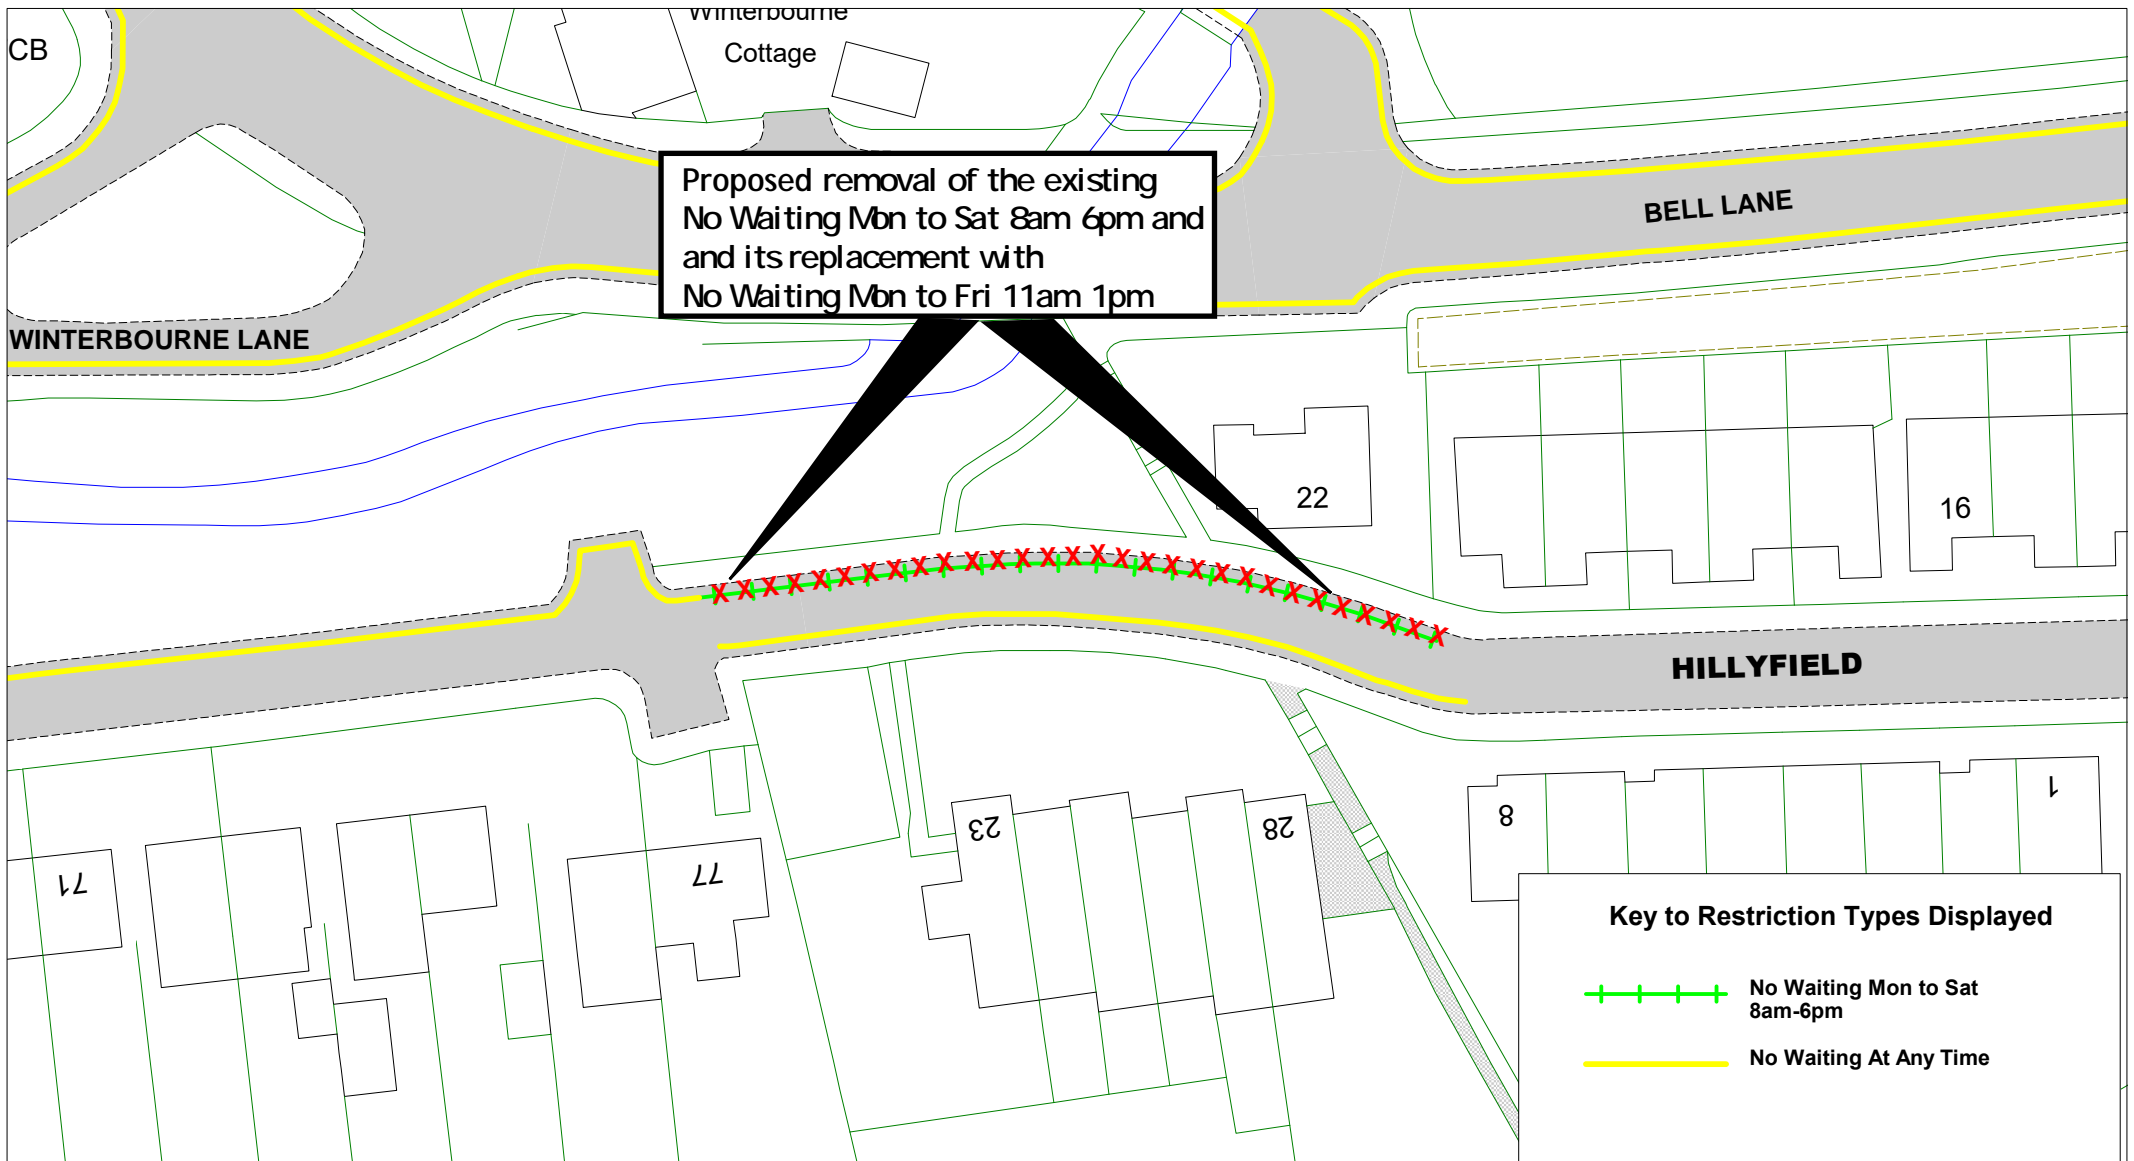 Winterbourne
Cottage
CB
Proposed removal of the existing
No Waiting Mon to Sat 8am 6pm and
and its replacement with
No Waiting Mon to Fri 11am 1pm
BELL LANE
WINTERBOURNE LANE
22
16
HILLYFIELD
71
77
23
28
8
1
Key to Restriction Types Displayed
No Waiting Mon to Sat
8am-6pm
No Waiting At Any Time